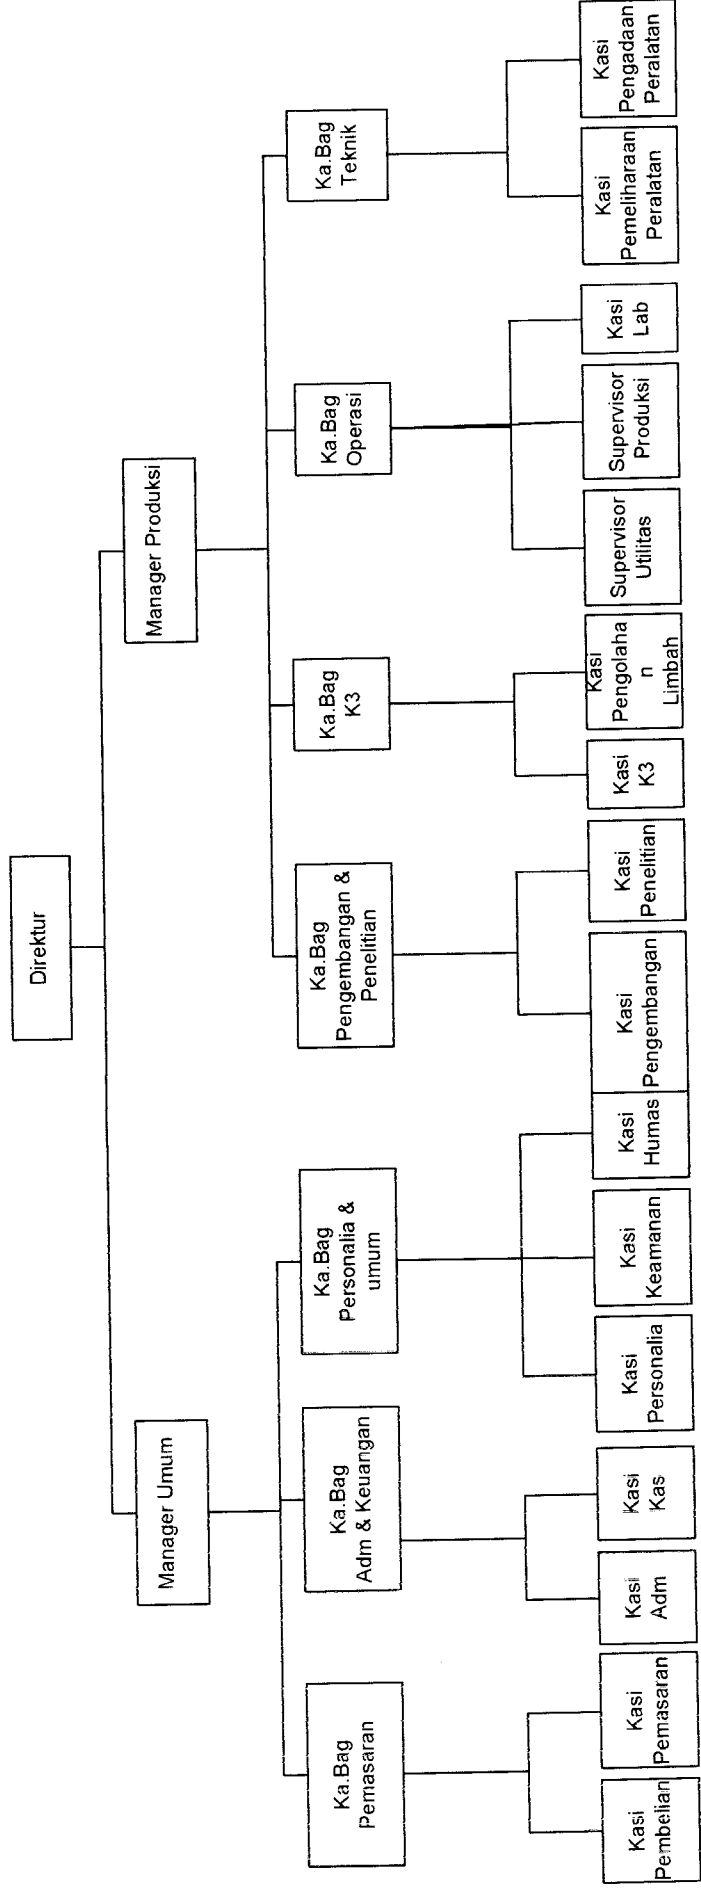 Direktur
Manager Umum
Manager Produksi
Ka.Bag
Pemasaran
Ka.Bag
Adm & Keuangan
Ka.Bag
Personalia &
umum
Ka.Bag
Pengembangan &
Penelitian
Ka.Bag
K3
Ka.Bag
Operasi
Ka.Bag
Teknik
Kasi
Pembelian
Kasi
Pemasaran
Kasi
Adm
Kasi
Kas
Kasi
Personalia
Kasi
Keamanan
Kasi
Humas
Kasi
Pengembangan
Kasi
Penelitian
Kasi
K3
Kasi
Pengolaha
n
Limbah
Supervisor
Utilitas
Supervisor
Produksi
Kasi
Lab
Kasi
Pemeliharaan
Peralatan
Kasi
Pengadaan
Peralatan